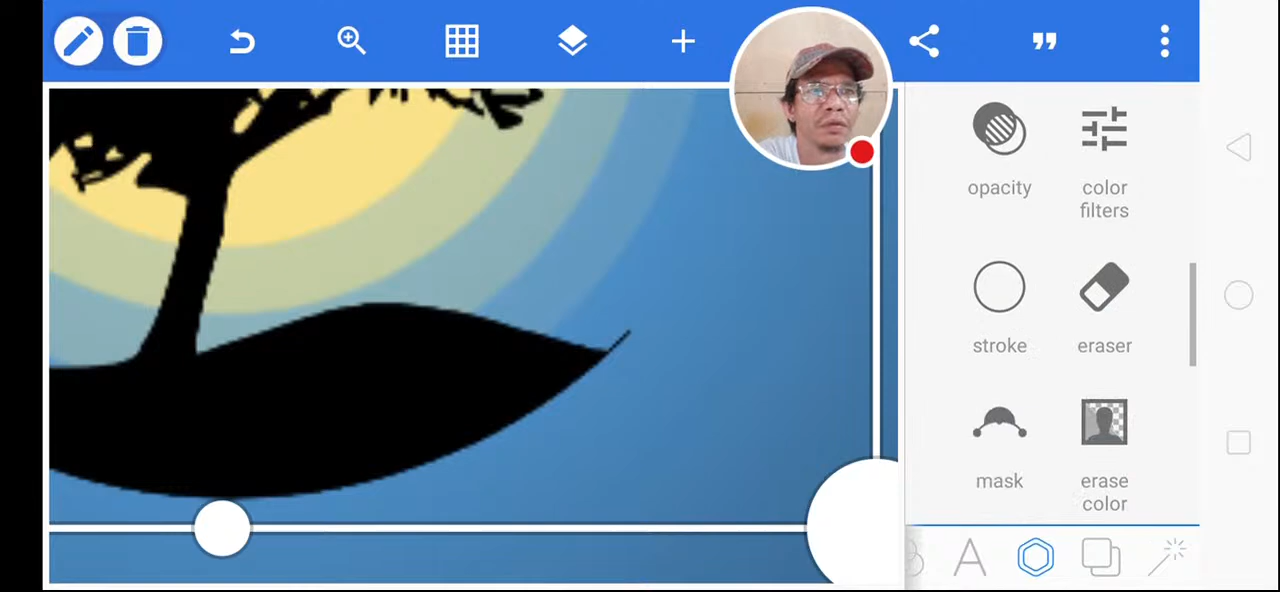 opacity
color
filters
stroke
eraser
mask
erase
color